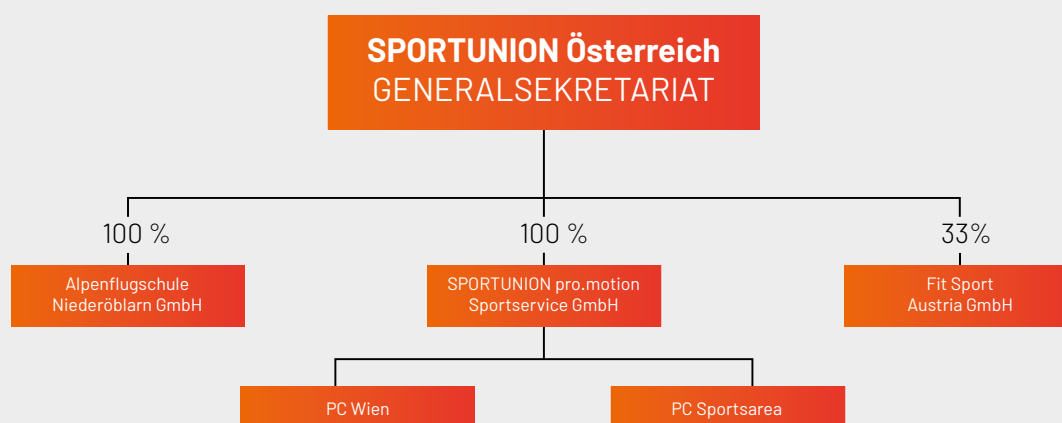 SPORTUNION Österreich
GENERALSEKRETARIAT
100 %
100 %
33%
Alpenflugschule
Niederöblarn GmbH
SPORTUNION pro.motion
Sportservice GmbH
Fit Sport
Austria GmbH
PC Wien
PC Sportsarea